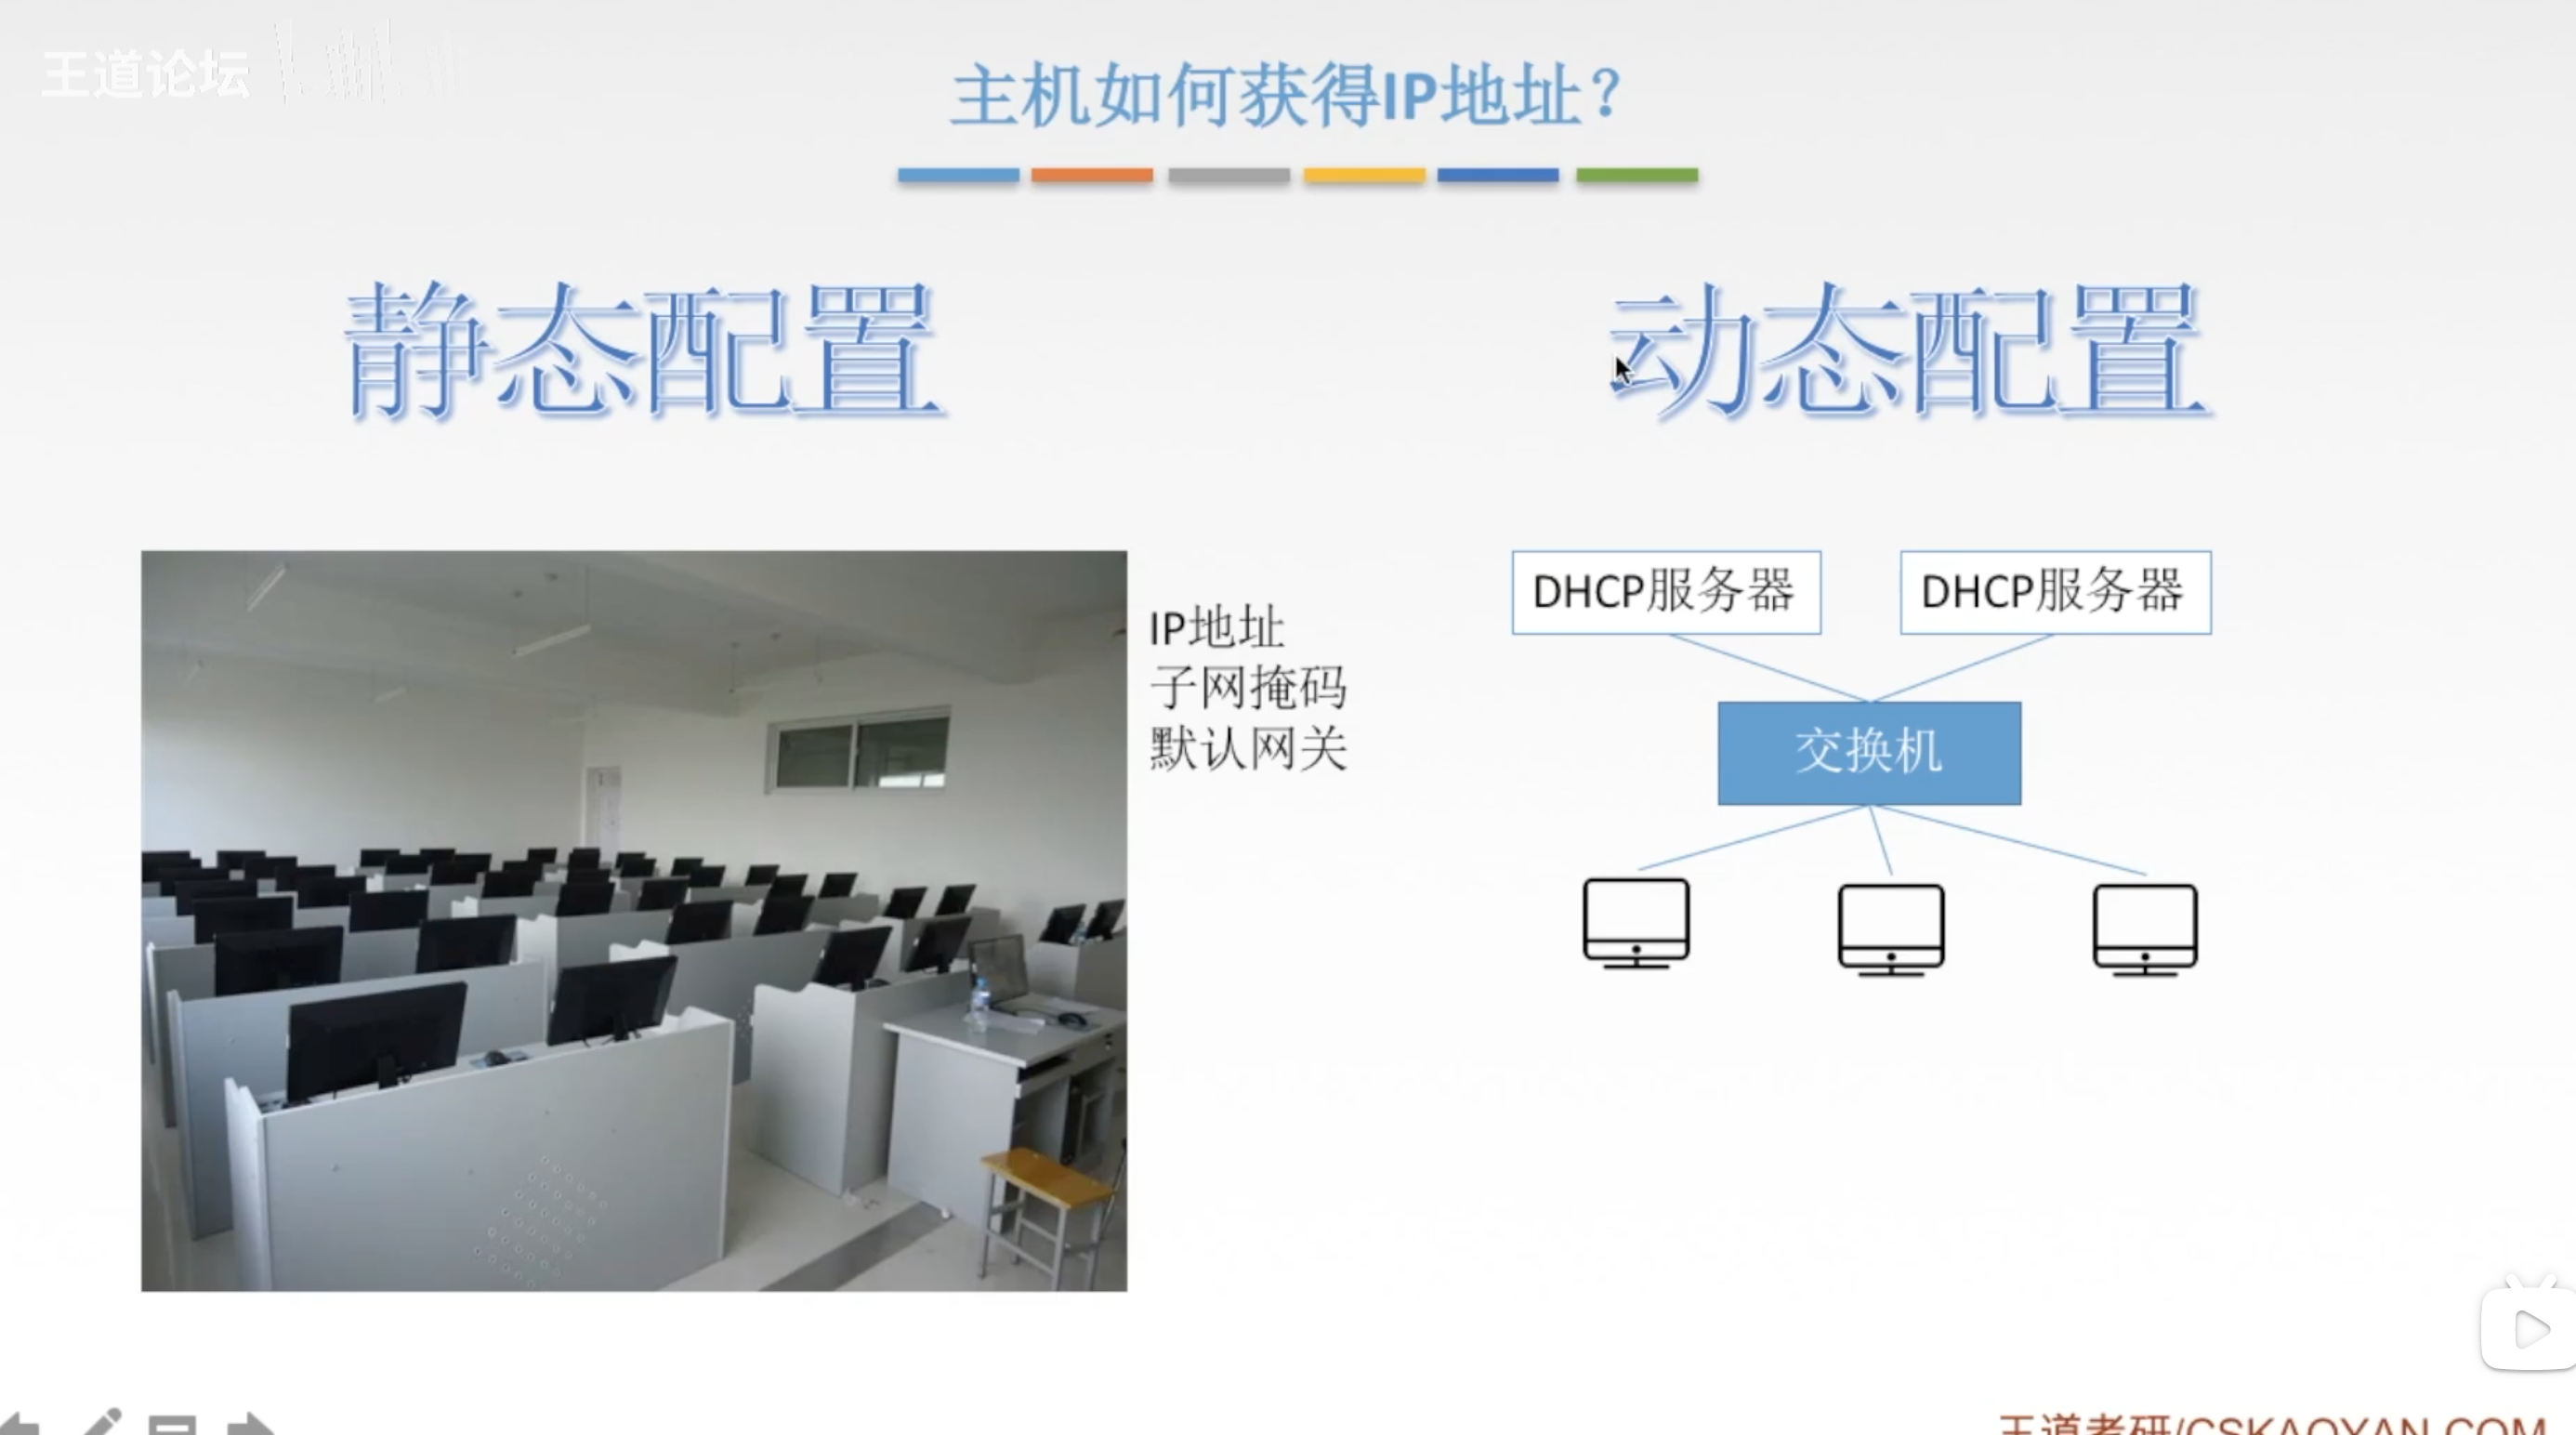 王道论坛
主机如何获得IP地址？
静态配置
动态配置
IP地址
子网掩码
默认网关
DHCP服务器
DHCP服务器
交换机
王道考研/CSKAOYAN.COM